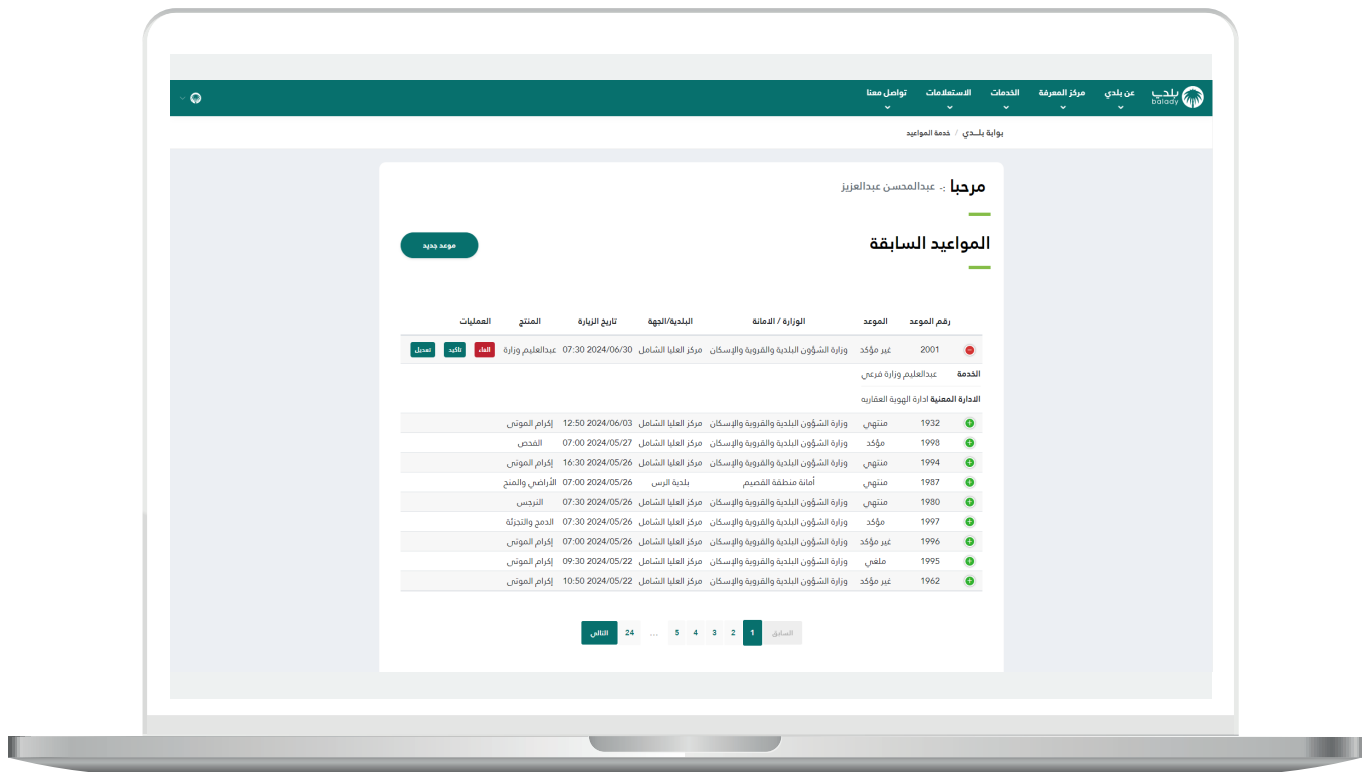 بلدي
balady
عن بلدي
مركز المعرفة
الخدمات
الاستعلامات
تواصل معنا
بوابة بلـــدي / خدمة المواعيد
مرحبا :- عبدالمحسن عبدالعزيز
المواعيد السابقة
موعد جديد
رقم الموعد الموعد الوزارة / الامانة البلدية/الجهة تاريخ الزيارة المنتج العمليات
2001 غير مؤكد وزارة الشؤون البلدية والقروية والإسكان مركز العليا الشامل 2024/06/30 07:30 عبدالعليم وزارة الغاء تاكيد تعديل
الخدمة عبدالعليم وزارة فرعي
الادارة المعنية ادارة الهوية العقاريه
1932 منتهي وزارة الشؤون البلدية والقروية والإسكان مركز العليا الشامل 2024/06/03 12:50 إكرام الموتى
1998 مؤكد وزارة الشؤون البلدية والقروية والإسكان مركز العليا الشامل 2024/05/27 07:00 الفحص
1994 منتهي وزارة الشؤون البلدية والقروية والإسكان مركز العليا الشامل 2024/05/26 16:30 إكرام الموتى
1987 منتهي أمانة منطقة القصيم بلدية الرس 2024/05/26 07:00 الأراضي والمنح
1980 منتهي وزارة الشؤون البلدية والقروية والإسكان مركز العليا الشامل 2024/05/26 07:30 النرجس
1997 مؤكد وزارة الشؤون البلدية والقروية والإسكان مركز العليا الشامل 2024/05/26 07:30 الدمج والتجزئة
1996 غير مؤكد وزارة الشؤون البلدية والقروية والإسكان مركز العليا الشامل 2024/05/26 07:00 إكرام الموتى
1995 ملغي وزارة الشؤون البلدية والقروية والإسكان مركز العليا الشامل 2024/05/22 09:30 إكرام الموتى
1962 غير مؤكد وزارة الشؤون البلدية والقروية والإسكان مركز العليا الشامل 2024/05/22 10:50 إكرام الموتى
السابق 1 2 3 4 5 ... 24 التالي